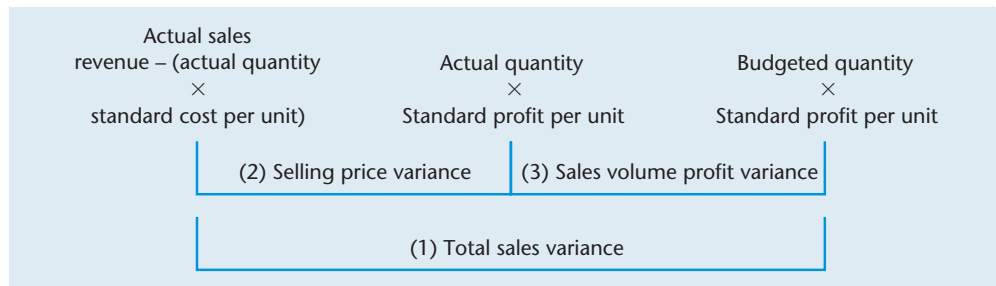 Actual sales
revenue – (actual quantity
×
standard cost per unit)
Actual quantity
×
Standard profit per unit
Budgeted quantity
×
Standard profit per unit
(2) Selling price variance
(3) Sales volume profit variance
(1) Total sales variance